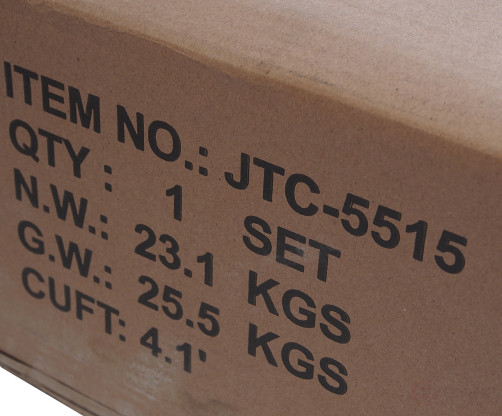 ITEM NO.: JTC-5515
QTY : 1 SET
N.W.: 23.1 KGS
G.W.: 25.5 KGS
CUFT: 4.1'